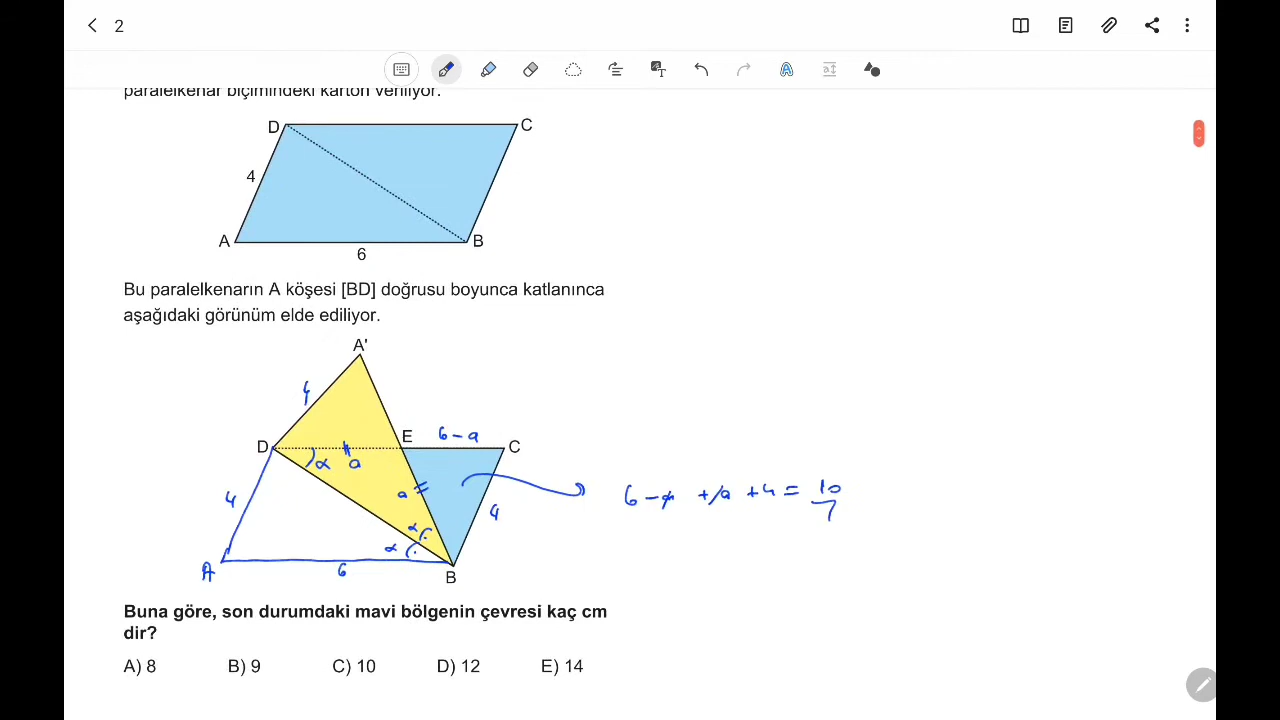 2
paralelkenar biçimindeki karton veriliyor.
D
C
4
A
B
6
Bu paralelkenarın A köşesi [BD] doğrusu boyunca katlanınca
aşağıdaki görünüm elde ediliyor.
A'
4
E
6 - a
D
C
α
a
a
4
4
6 - a + a + 4 = 10
α
α
A
6
B
Buna göre, son durumdaki mavi bölgenin çevresi kaç cm
dir?
A) 8 B) 9 C) 10 D) 12 E) 14